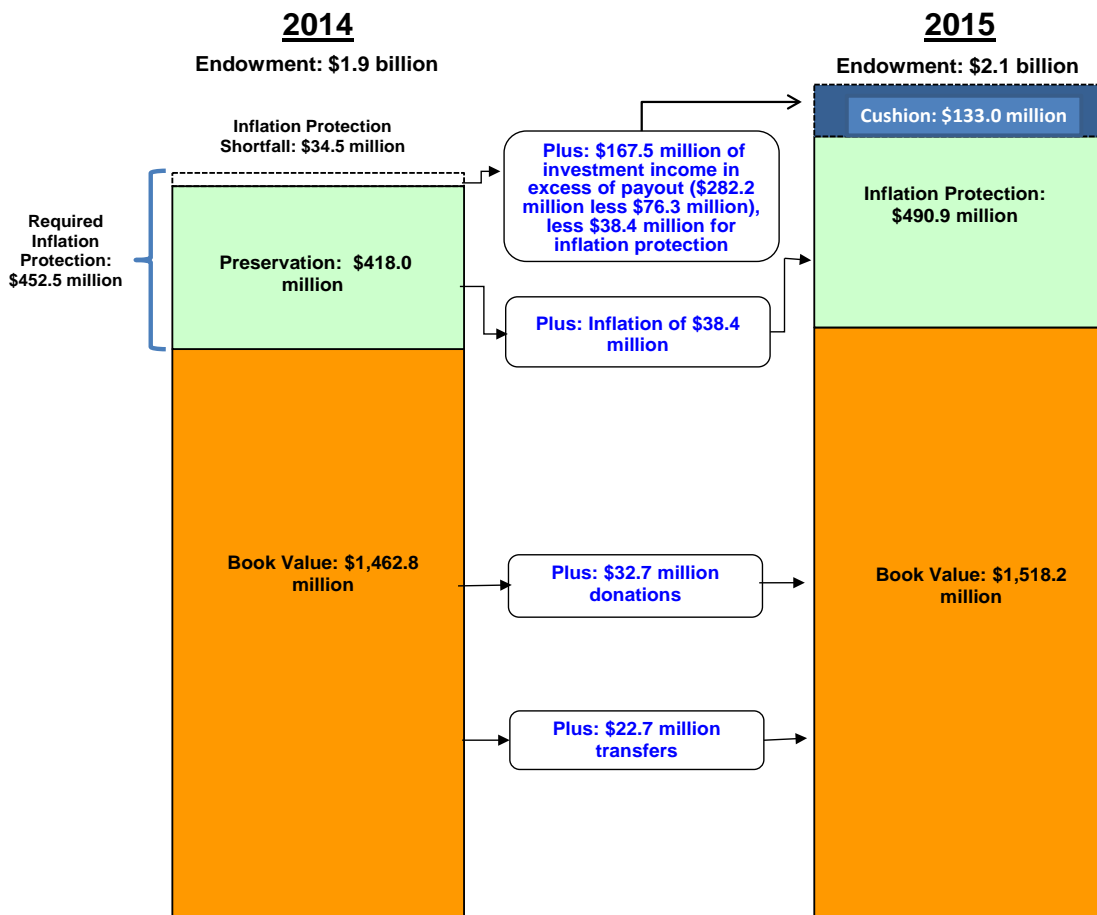 2014
Endowment: $1.9 billion
2015
Endowment: $2.1 billion
Inflation Protection
Shortfall: $34.5 million
Required
Inflation
Protection:
$452.5 million
Preservation: $418.0
million
Book Value: $1,462.8
million
Plus: $167.5 million of
investment income in
excess of payout ($282.2
million less $76.3 million),
less $38.4 million for
inflation protection
Plus: Inflation of $38.4
million
Plus: $32.7 million
donations
Plus: $22.7 million
transfers
Cushion: $133.0 million
Inflation Protection:
$490.9 million
Book Value: $1,518.2
million